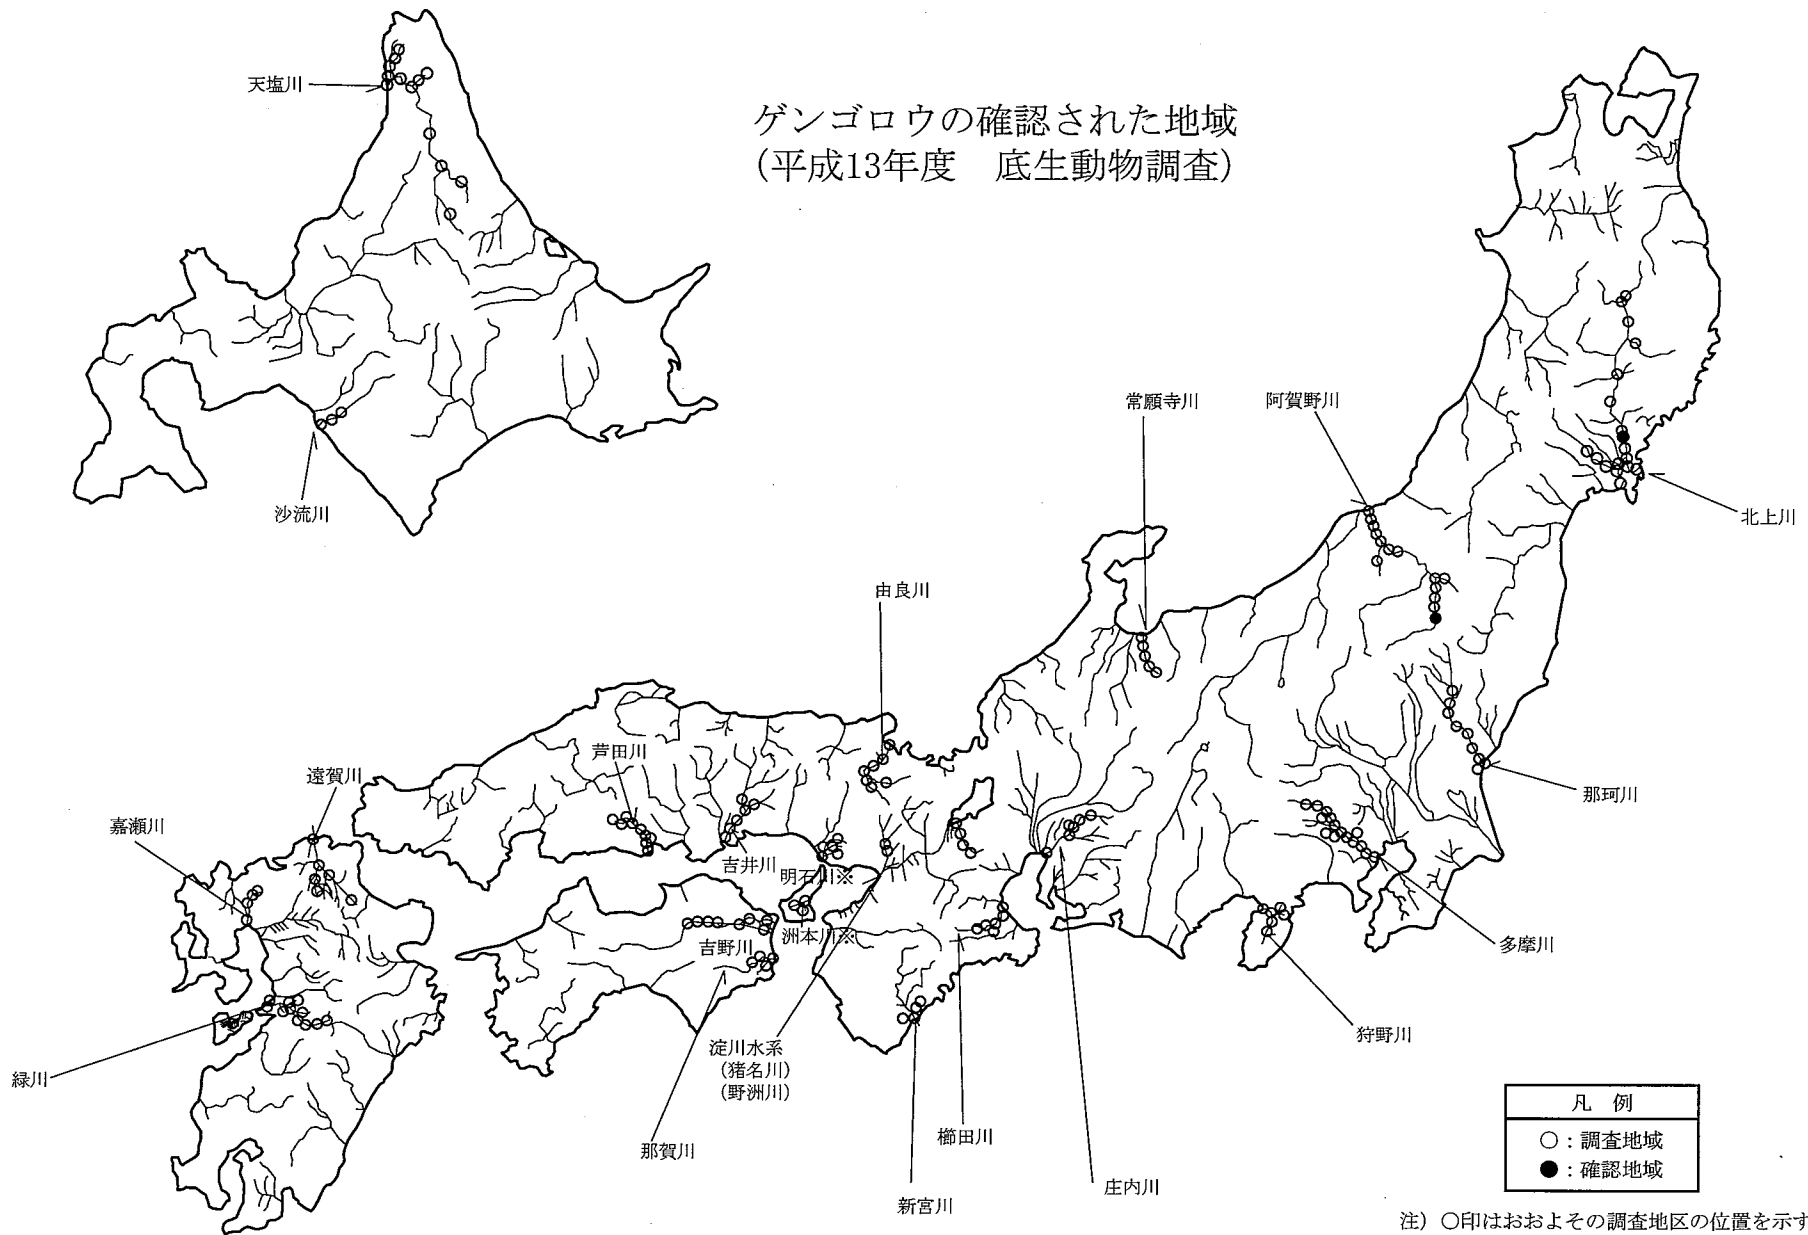 ゲンゴロウの確認された地域
(平成13年度　底生動物調査)
天塩川
沙流川
常願寺川
阿賀野川
北上川
由良川
芦田川
遠賀川
嘉瀬川
吉井川
明石川※
那珂川
洲本川※
吉野川
多摩川
狩野川
淀川水系
(猪名川)
(野洲川)
緑川
櫛田川
那賀川
庄内川
新宮川
凡　例
○：調査地域
●：確認地域
注）○印はおおよその調査地区の位置を示す